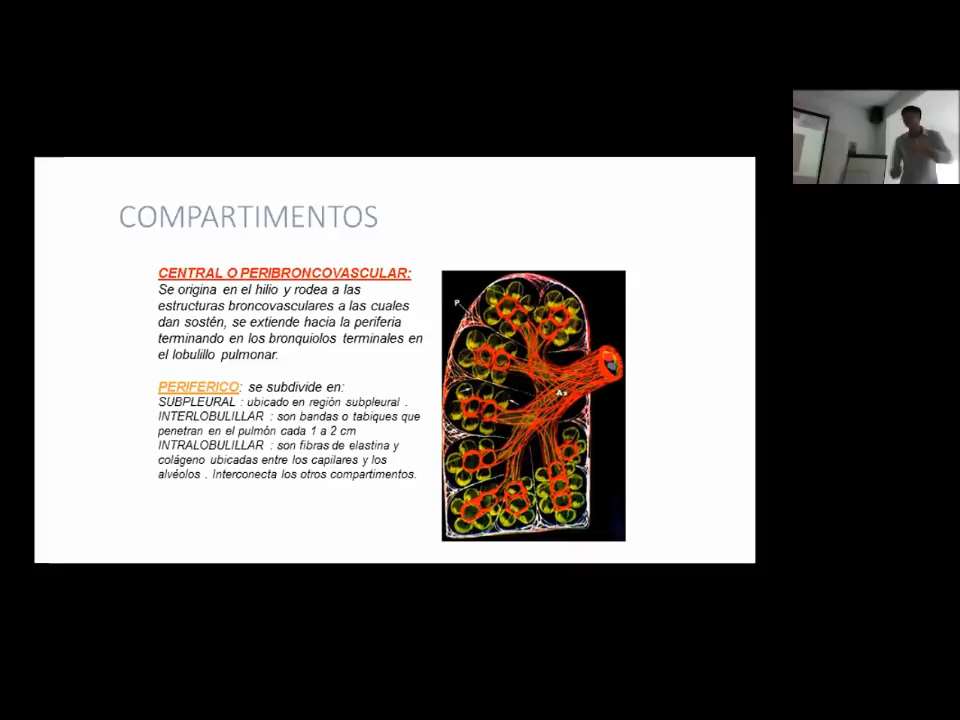 COMPARTIMENTOS
CENTRAL O PERIBRONCOVASCULAR:
Se origina en el hilio y rodea a las
estructuras broncovasculares a las cuales
dan sostén, se extiende hacia la periferia
terminando en los bronquiolos terminales en
el lobulillo pulmonar.
PERIFERICO: se subdivide en:
SUBPLEURAL : ubicado en región subpleural .
INTERLOBULILLAR : son bandas o tabiques que
penetran en el pulmón cada 1 a 2 cm
INTRALOBULILLAR : son fibras de elastina y
colágeno ubicadas entre los capilares y los
alvéolos . Interconecta los otros compartimentos.
P
Ax